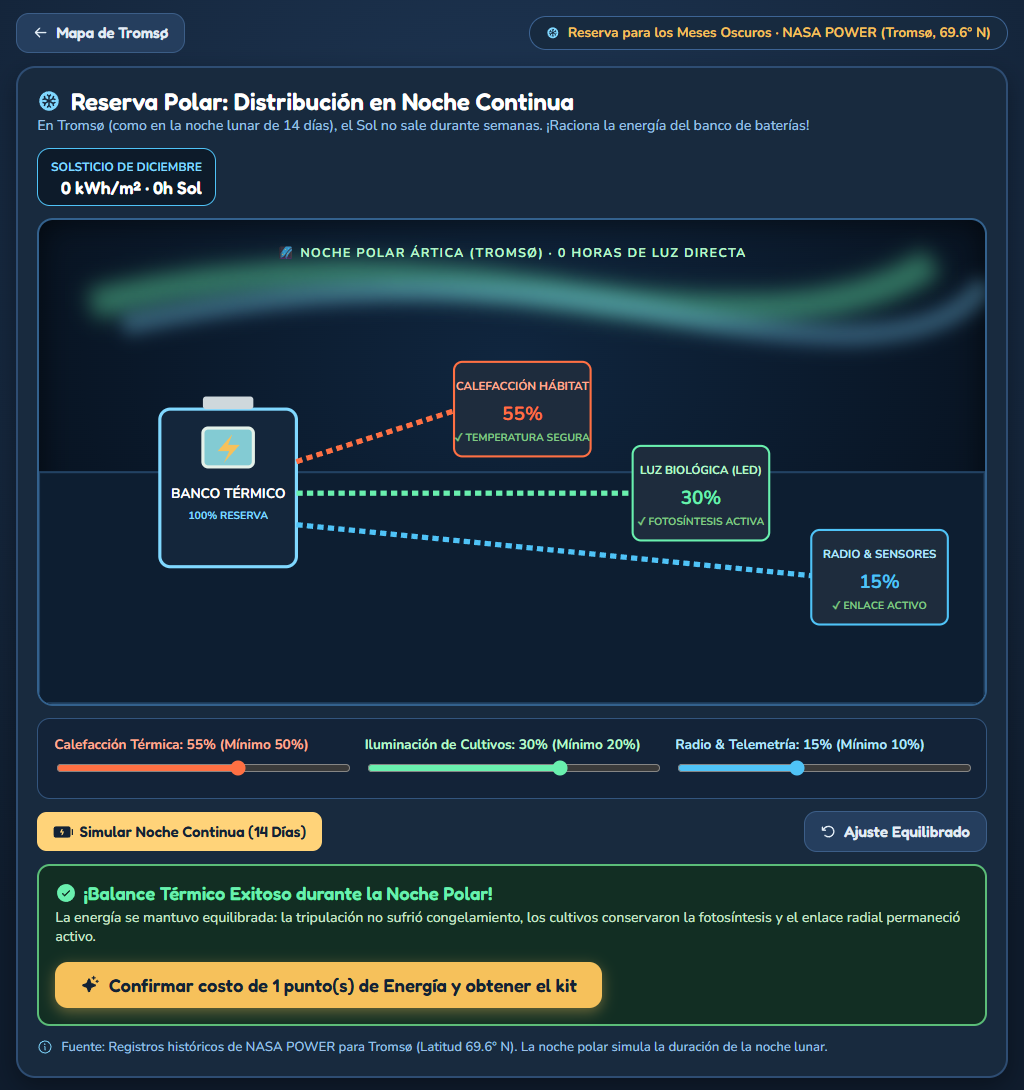 ← Mapa de Tromsø
Reserva para los Meses Oscuros · NASA POWER (Tromsø, 69.6° N)
Reserva Polar: Distribución en Noche Continua
En Tromsø (como en la noche lunar de 14 días), el Sol no sale durante semanas. ¡Raciona la energía del banco de baterías!
SOLSTICIO DE DICIEMBRE
0 kWh/m² · 0h Sol
NOCHE POLAR ÁRTICA (TROMSØ) · 0 HORAS DE LUZ DIRECTA
CALEFACCIÓN HÁBITAT
55%
✓ TEMPERATURA SEGURA
BANCO TÉRMICO
100% RESERVA
LUZ BIOLÓGICA (LED)
30%
✓ FOTOSÍNTESIS ACTIVA
RADIO & SENSORES
15%
✓ ENLACE ACTIVO
Calefacción Térmica: 55% (Mínimo 50%)
Iluminación de Cultivos: 30% (Mínimo 20%)
Radio & Telemetría: 15% (Mínimo 10%)
Simular Noche Continua (14 Días)
Ajuste Equilibrado
¡Balance Térmico Exitoso durante la Noche Polar!
La energía se mantuvo equilibrada: la tripulación no sufrió congelamiento, los cultivos conservaron la fotosíntesis y el enlace radial permaneció
activo.
Confirmar costo de 1 punto(s) de Energía y obtener el kit
Fuente: Registros históricos de NASA POWER para Tromsø (Latitud 69.6° N). La noche polar simula la duración de la noche lunar.